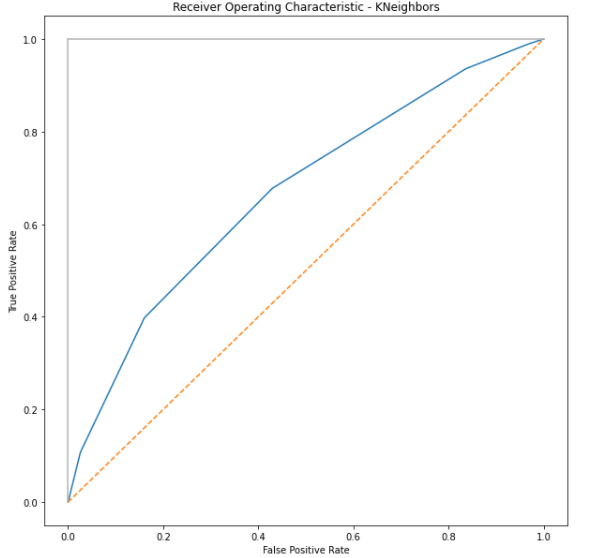 Receiver Operating Characteristic - KNeighbors
1.0
0.8
0.6
0.4
0.2
0.0
True Positive Rate
0.0 0.2 0.4 0.6 0.8 1.0
False Positive Rate